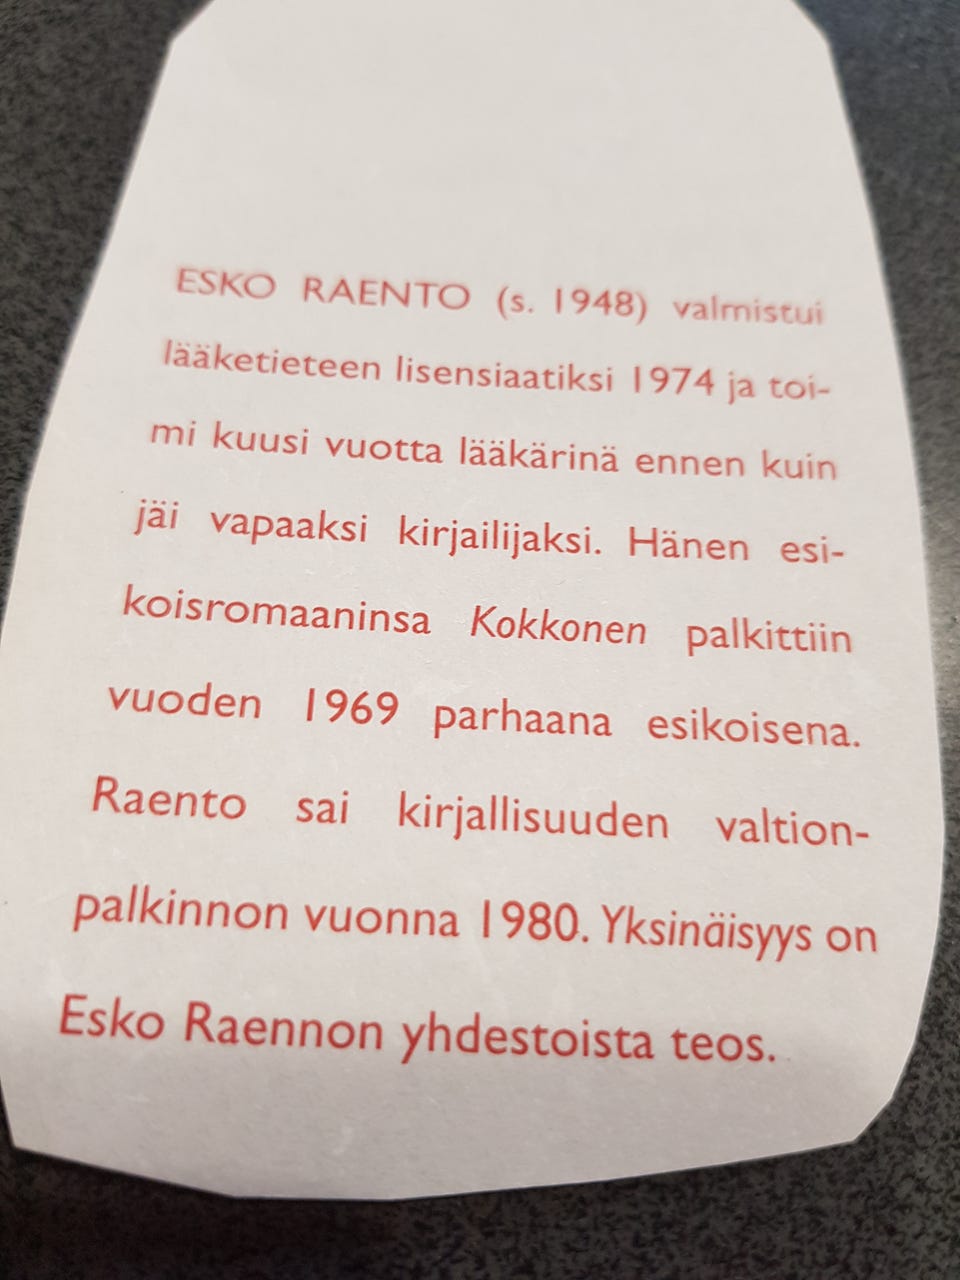 ESKO RAENTO (s. 1948) valmistui
lääketieteen lisensiaatiksi 1974 ja toi-
mi kuusi vuotta lääkärinä ennen kuin
jäi vapaaksi kirjailijaksi. Hänen esi-
koisromaaninsa Kokkonen palkittiin
vuoden 1969 parhaana esikoisena.
Raento sai kirjallisuuden valtion-
palkinnon vuonna 1980. Yksinäisyys on
Esko Raennon yhdestoista teos.